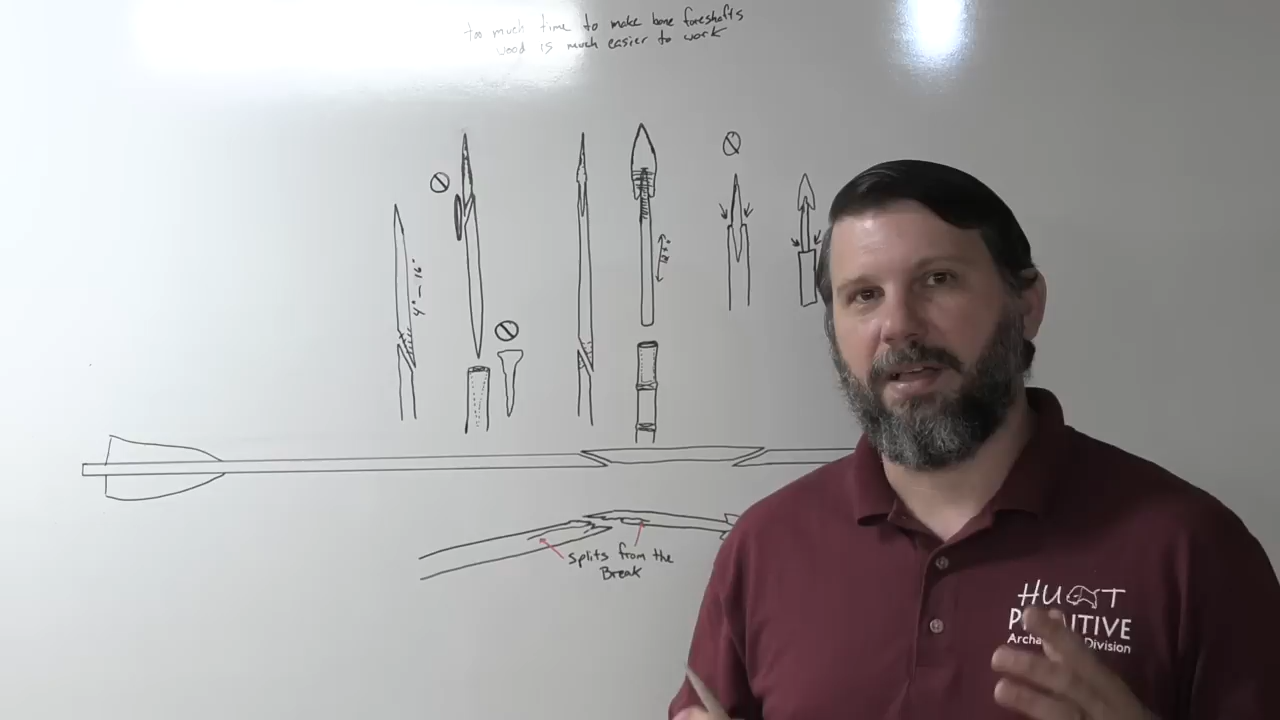 too much time to make bone foreshafts
wood is much easier to work
4" — 16"
splits from the
Break
HUNT
PRIMITIVE
Division